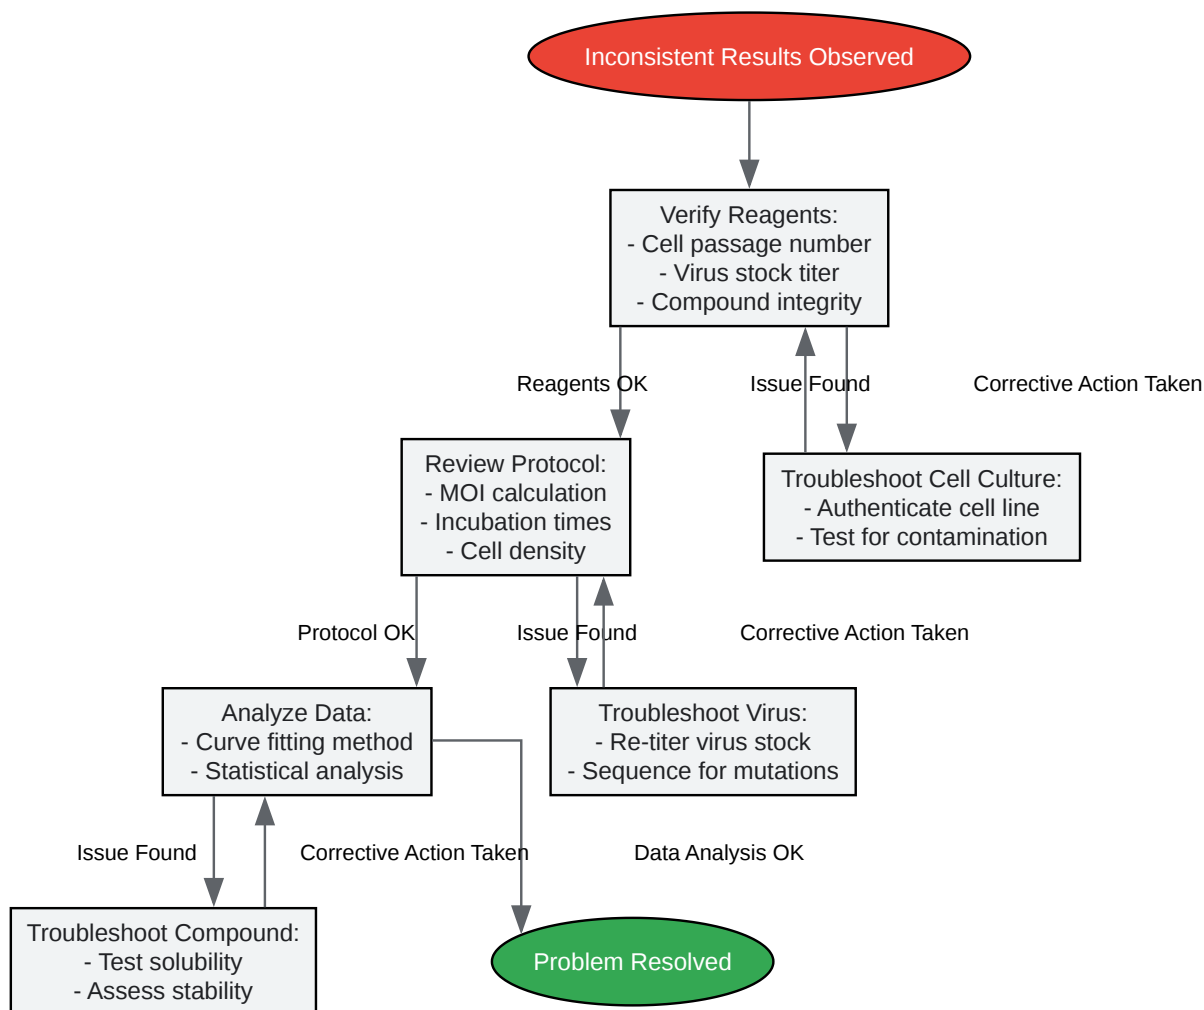 Inconsistent Results Observed
Verify Reagents:
- Cell passage number
- Virus stock titer
- Compound integrity
Reagents OK
Issue Found
Corrective Action Taken
Review Protocol:
- MOI calculation
- Incubation times
- Cell density
Troubleshoot Cell Culture:
- Authenticate cell line
- Test for contamination
Protocol OK
Issue Found
Corrective Action Taken
Analyze Data:
- Curve fitting method
- Statistical analysis
Troubleshoot Virus:
- Re-titer virus stock
- Sequence for mutations
Issue Found
Corrective Action Taken
Data Analysis OK
Troubleshoot Compound:
- Test solubility
- Assess stability
Problem Resolved